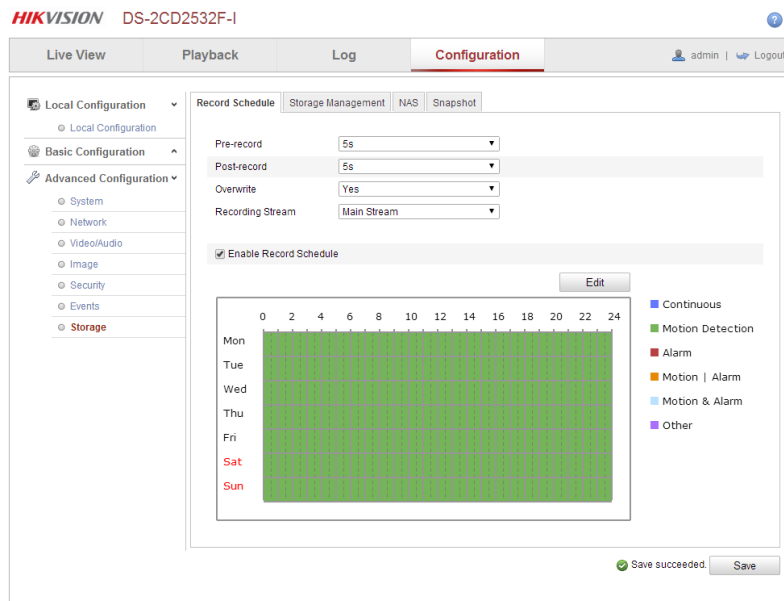 HIKVISION DS-2CD2532F-I
Live View Playback Log Configuration admin | Logout
Local Configuration
Local Configuration
Basic Configuration
Advanced Configuration
System
Network
Video/Audio
Image
Security
Events
Storage
Record Schedule Storage Management NAS Snapshot
Pre-record 5s
Post-record 5s
Overwrite Yes
Recording Stream Main Stream
Enable Record Schedule
Edit
0 2 4 6 8 10 12 14 16 18 20 22 24
Mon
Tue
Wed
Thu
Fri
Sat
Sun
Continuous
Motion Detection
Alarm
Motion | Alarm
Motion & Alarm
Other
Save succeeded. Save